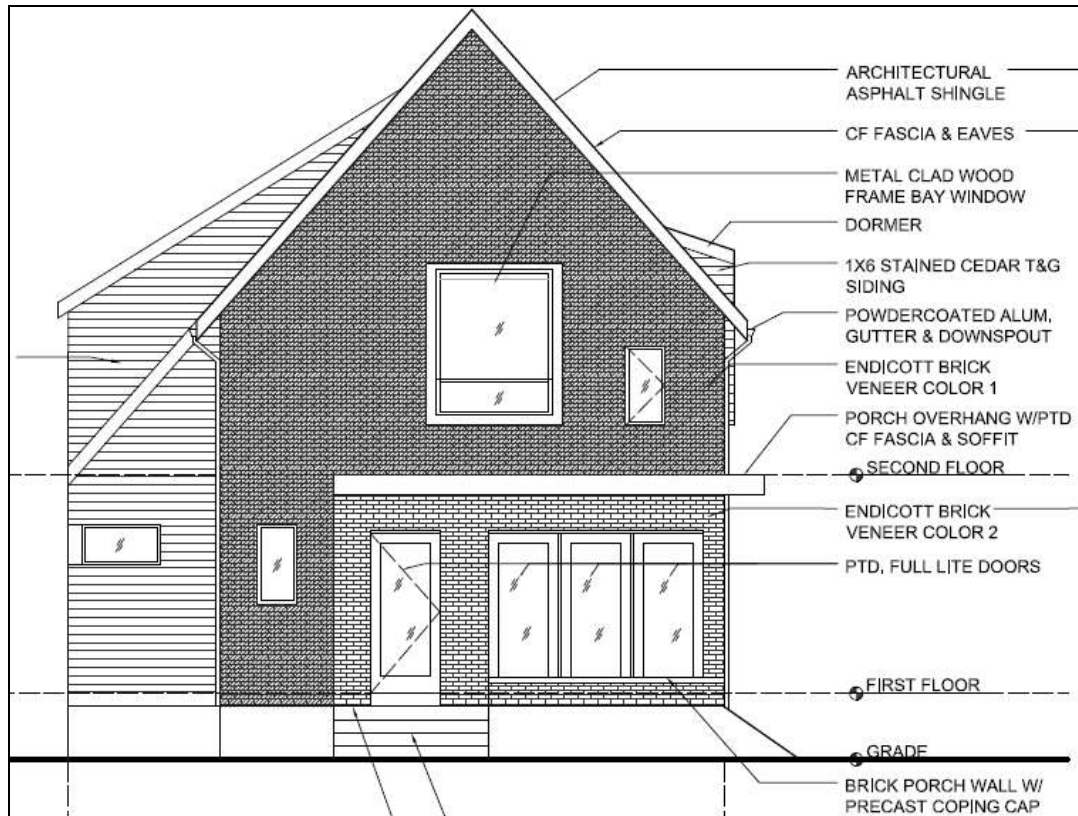 ARCHITECTURAL
ASPHALT SHINGLE
CF FASCIA & EAVES
METAL CLAD WOOD
FRAME BAY WINDOW
DORMER
1X6 STAINED CEDAR T&G
SIDING
POWDERCOATED ALUM.
GUTTER & DOWNSPOUT
ENDICOTT BRICK
VENEER COLOR 1
PORCH OVERHANG W/PTD
CF FASCIA & SOFFIT
SECOND FLOOR
ENDICOTT BRICK
VENEER COLOR 2
PTD. FULL LITE DOORS
FIRST FLOOR
GRADE
BRICK PORCH WALL W/
PRECAST COPING CAP